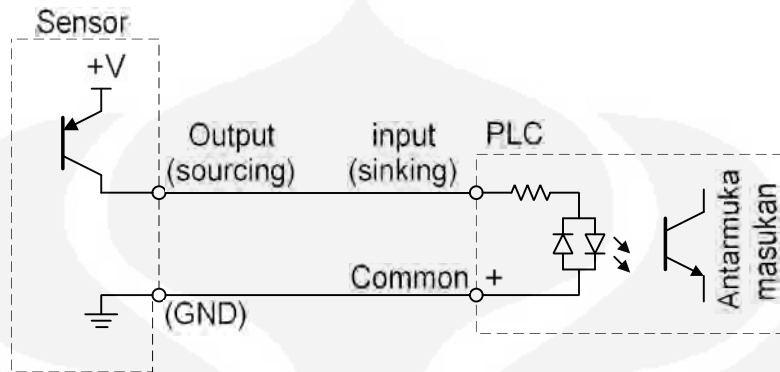 Sensor
+V
Output
(sourcing)
input
(sinking)
PLC
Common +
(GND)
Antarmuka
masukan